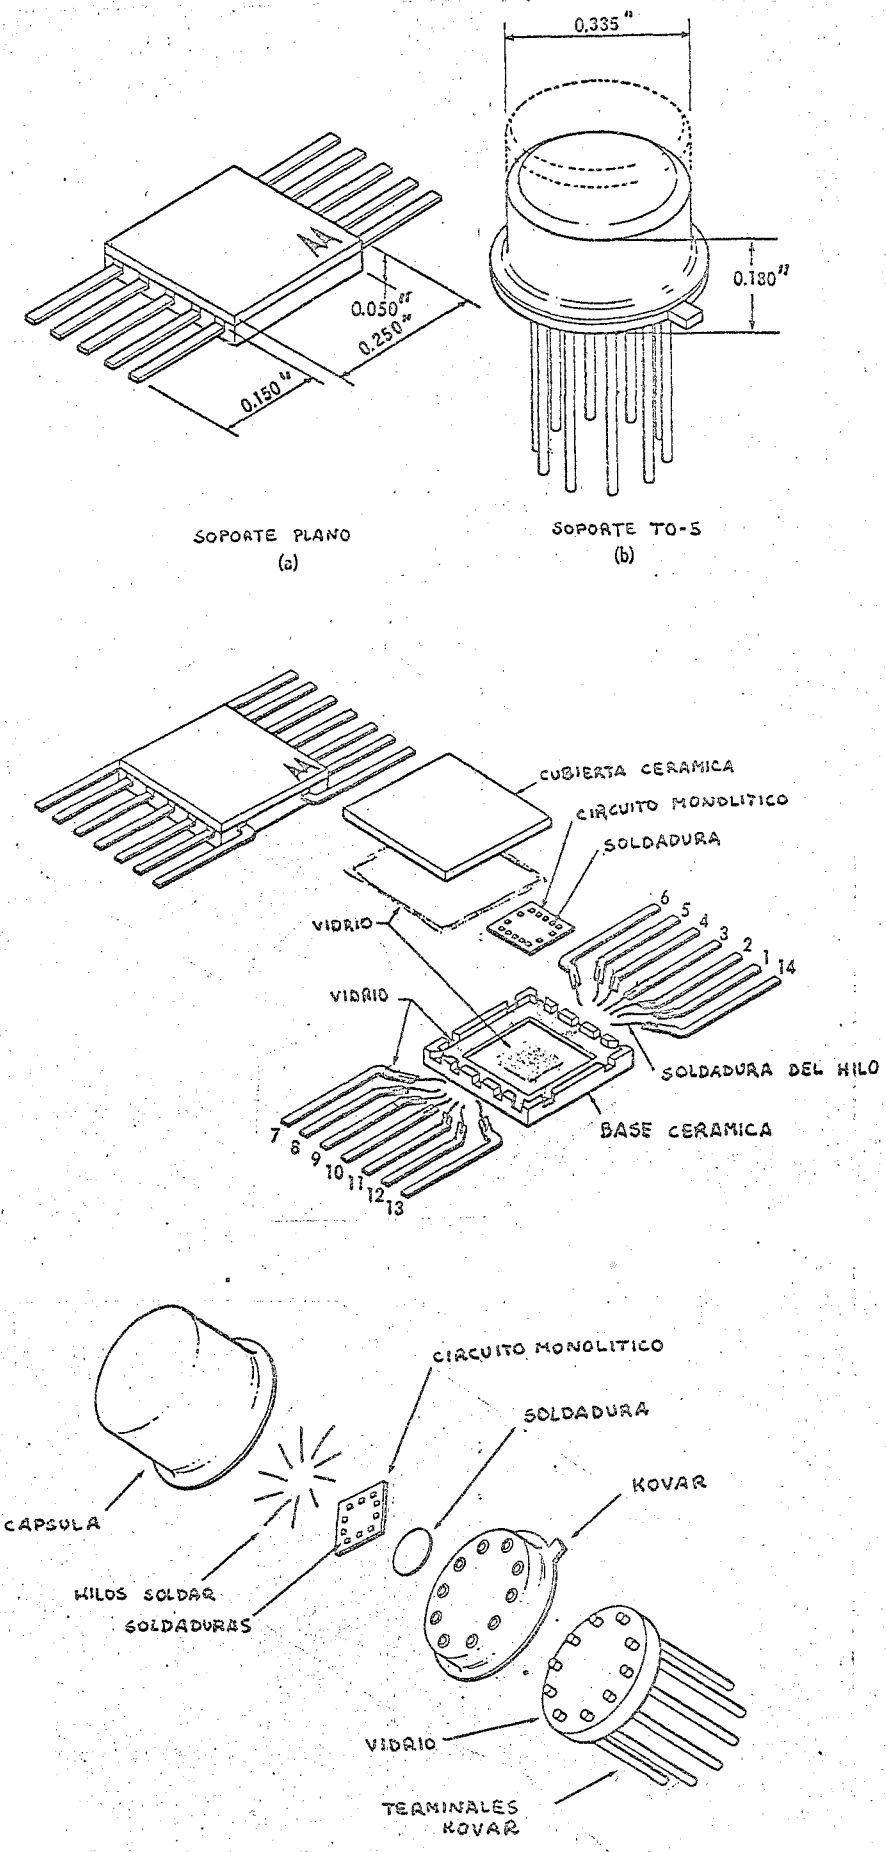 0.335"
AA
0.180"
0.050"
0.250"
0.150"
SOPORTE PLANO
(a)
SOPORTE TO-5
(b)
AA
CUBIERTA CERAMICA
CIRCUITO MONOLITICO
SOLDADURA
VIDRIO
6
5
4
3
2
1
14
VIDRIO
SOLDADURA DEL HILO
BASE CERAMICA
7
8
9
10
11
12
13
CIRCUITO MONOLITICO
SOLDADURA
KOVAR
CAPSULA
HILOS SOLDAR
SOLDADURAS
VIDRIO
TERMINALES
KOVAR